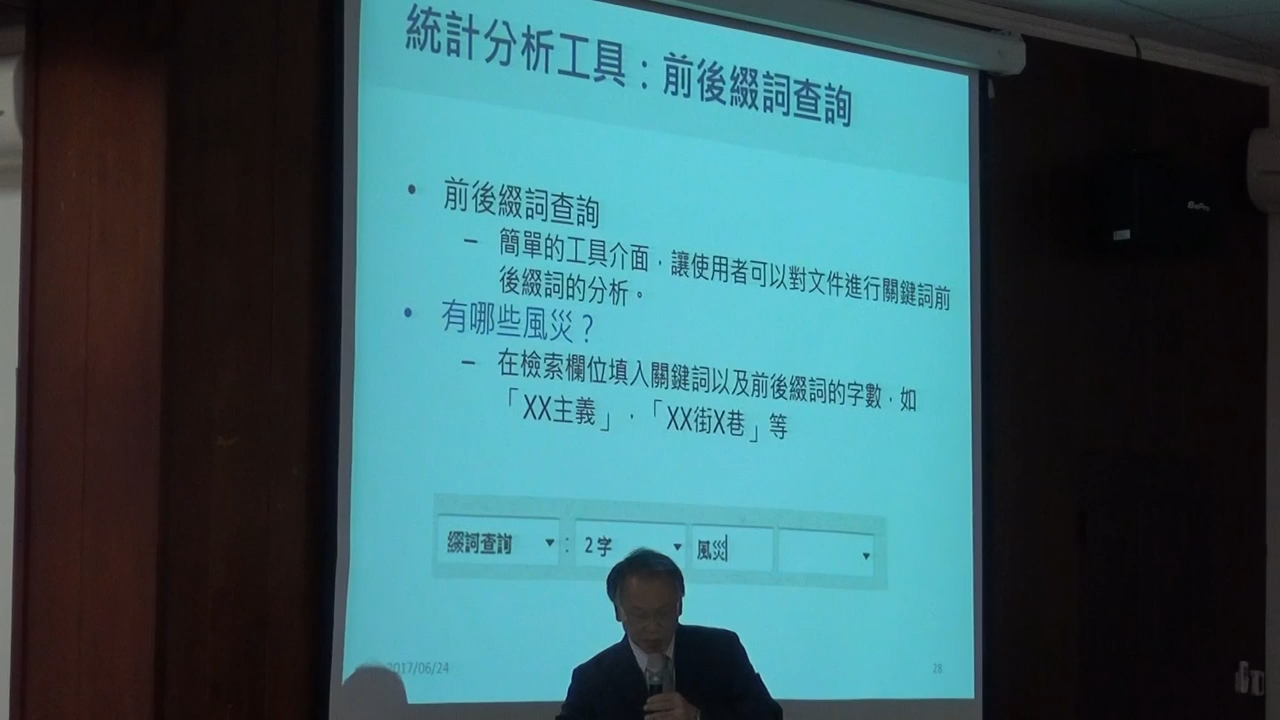 統計分析工具：前後綴詞查詢
• 前後綴詞查詢
– 簡單的工具介面，讓使用者可以對文件進行關鍵詞前
後綴詞的分析。
• 有哪些風災？
– 在檢索欄位填入關鍵詞以及前後綴詞的字數，如
「XX主義」，「XX街X巷」等
綴詞查詢 ： 2字 風災
2017/06/24
28